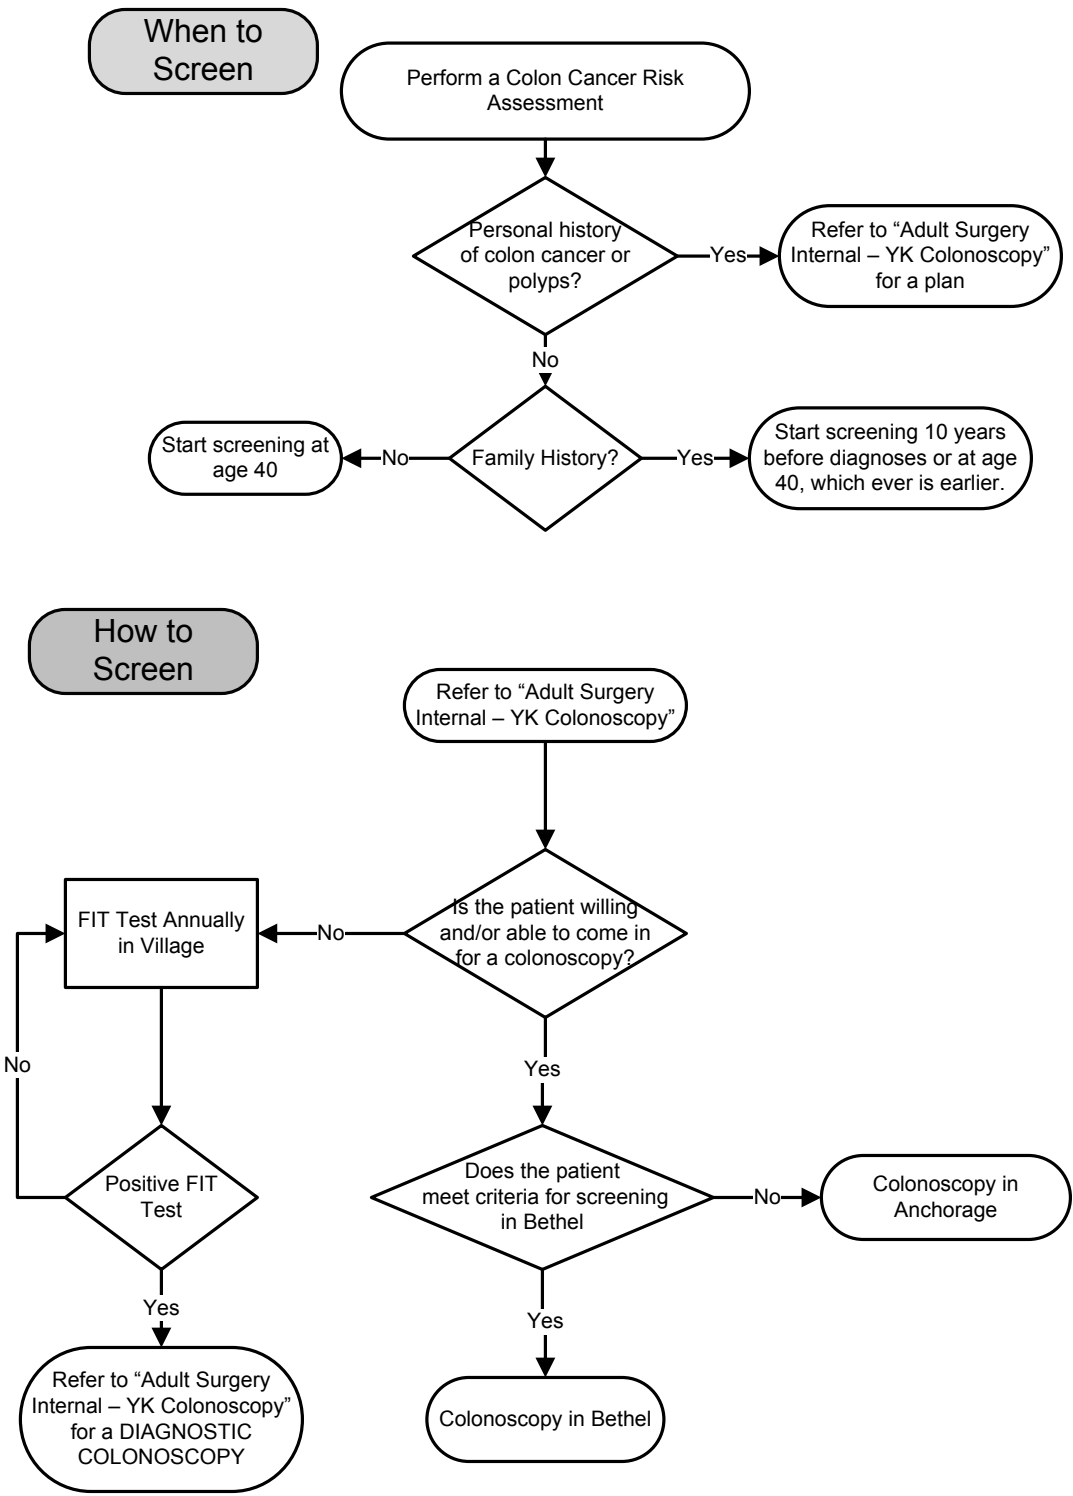 When to
Screen
Perform a Colon Cancer Risk
Assessment
Personal history
of colon cancer or
polyps?
Yes
Refer to “Adult Surgery
Internal – YK Colonoscopy”
for a plan
No
Start screening at
age 40
No
Family History?
Yes
Start screening 10 years
before diagnoses or at age
40, which ever is earlier.
How to
Screen
Refer to “Adult Surgery
Internal – YK Colonoscopy”
FIT Test Annually
in Village
No
Is the patient willing
and/or able to come in
for a colonoscopy?
No
Yes
Positive FIT
Test
Does the patient
meet criteria for screening
in Bethel
No
Colonoscopy in
Anchorage
Yes
Yes
Refer to “Adult Surgery
Internal – YK Colonoscopy”
for a DIAGNOSTIC
COLONOSCOPY
Colonoscopy in Bethel